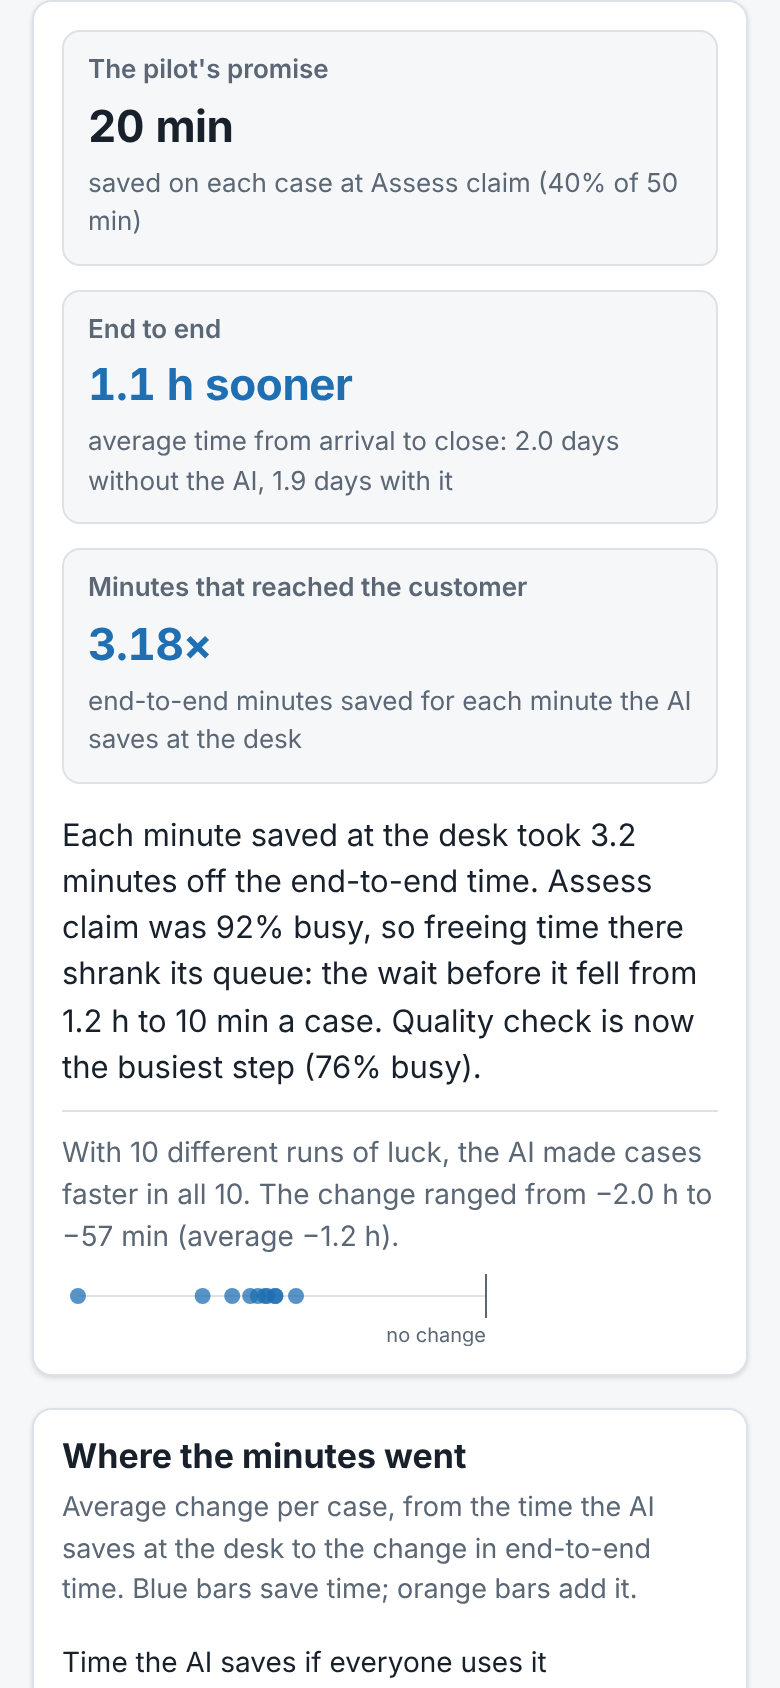 The pilot's promise
20 min
saved on each case at Assess claim (40% of 50
min)
End to end
1.1 h sooner
average time from arrival to close: 2.0 days
without the AI, 1.9 days with it
Minutes that reached the customer
3.18×
end-to-end minutes saved for each minute the AI
saves at the desk
Each minute saved at the desk took 3.2
minutes off the end-to-end time. Assess
claim was 92% busy, so freeing time there
shrank its queue: the wait before it fell from
1.2 h to 10 min a case. Quality check is now
the busiest step (76% busy).
With 10 different runs of luck, the AI made cases
faster in all 10. The change ranged from −2.0 h to
−57 min (average −1.2 h).
no change
Where the minutes went
Average change per case, from the time the AI
saves at the desk to the change in end-to-end
time. Blue bars save time; orange bars add it.
Time the AI saves if everyone uses it